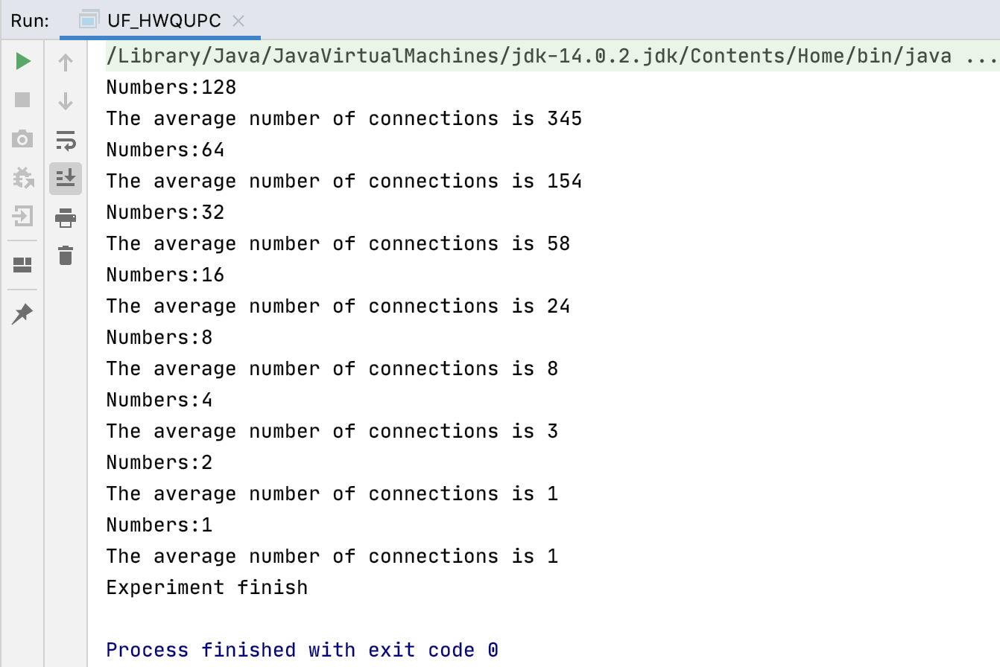 Run: UF_HWQUPC
/Library/Java/JavaVirtualMachines/jdk-14.0.2.jdk/Contents/Home/bin/java ...
Numbers:128
The average number of connections is 345
Numbers:64
The average number of connections is 154
Numbers:32
The average number of connections is 58
Numbers:16
The average number of connections is 24
Numbers:8
The average number of connections is 8
Numbers:4
The average number of connections is 3
Numbers:2
The average number of connections is 1
Numbers:1
The average number of connections is 1
Experiment finish
Process finished with exit code 0